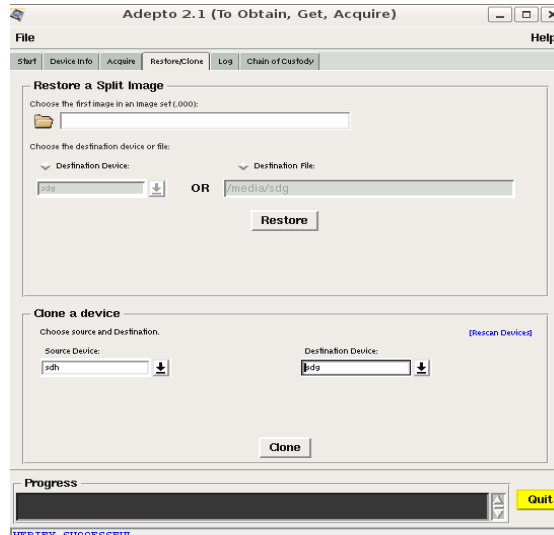 Adepto 2.1 (To Obtain, Get, Acquire)
File Help
Start Device Info Acquire Restore/Clone Log Chain of Custody
Restore a Split Image
Choose the first image in an image set (.000):
Choose the destination device or file:
Destination Device: Destination File:
sdg OR /media/sdg
Restore
Clone a device
Choose source and Destination.
[Rescan Devices]
Source Device: Destination Device:
sdh sdg
Clone
Progress
Quit
VERIFY SUCCESSFUL